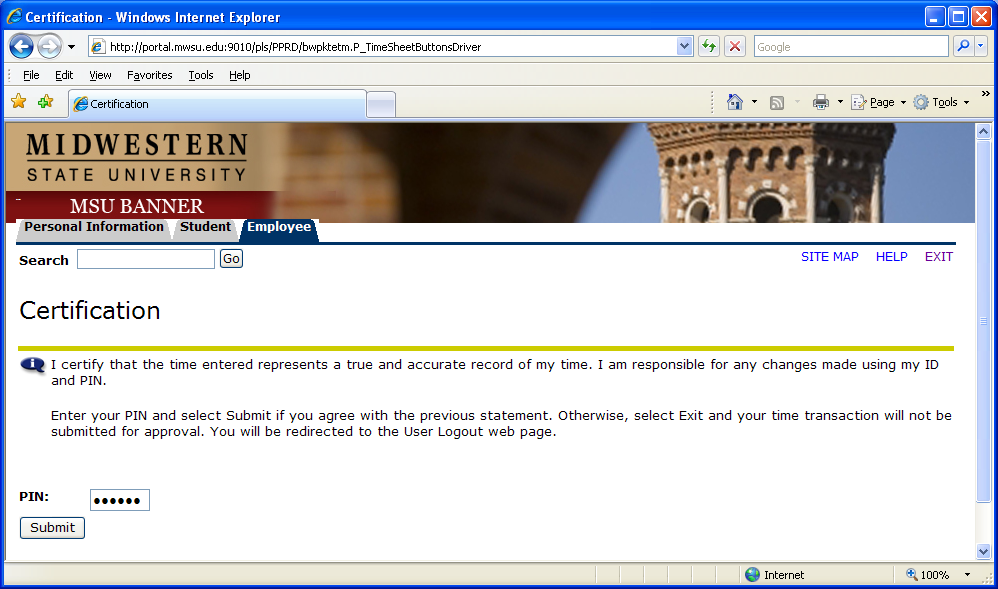 Certification - Windows Internet Explorer
http://portal.mwsu.edu:9010/pls/PPRD/bwpktetm.P_TimeSheetButtonsDriver
Google
File Edit View Favorites Tools Help
Certification
Page Tools »
MIDWESTERN
STATE UNIVERSITY
MSU BANNER
Personal Information Student Employee
Search Go SITE MAP HELP EXIT
Certification
I certify that the time entered represents a true and accurate record of my time. I am responsible for any changes made using my ID
and PIN.
Enter your PIN and select Submit if you agree with the previous statement. Otherwise, select Exit and your time transaction will not be
submitted for approval. You will be redirected to the User Logout web page.
PIN: ••••••
Submit
Internet 100%